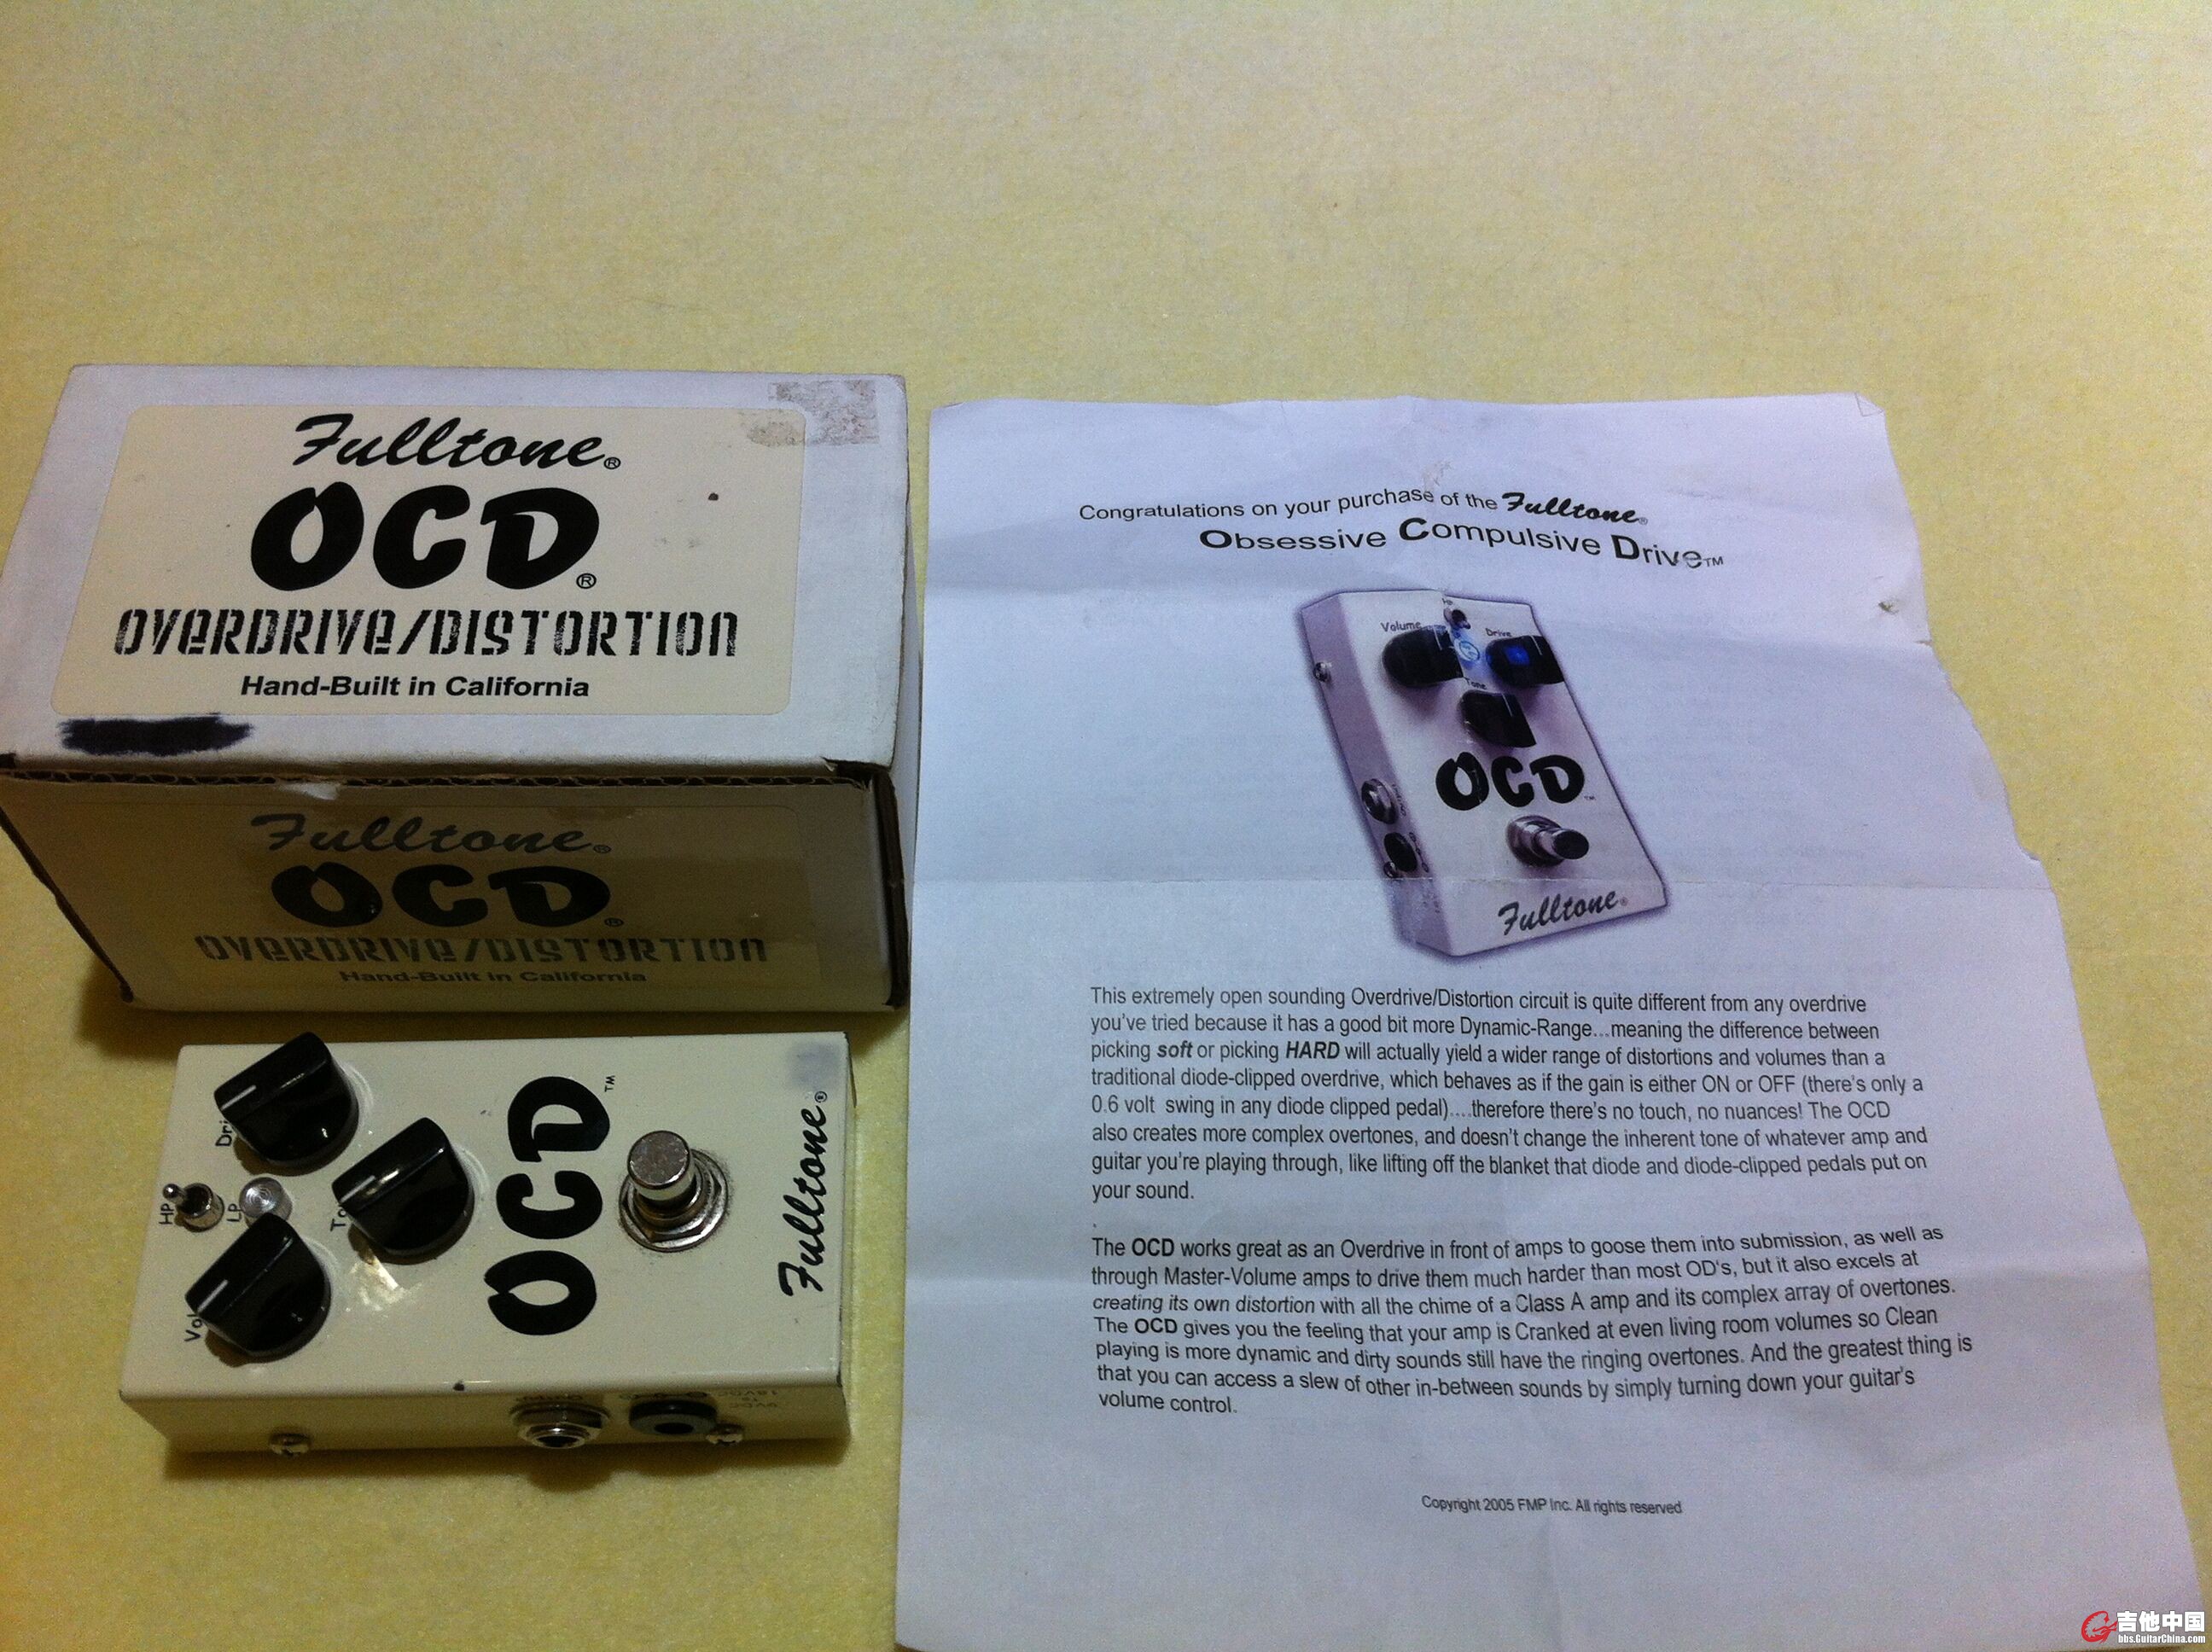 Fulltone®
OCD®
OVERDRIVE/DISTORTION
Hand-Built in California
Fulltone®
OCD®
OVERDRIVE/DISTORTION
Hand-Built in California
HP
LP
OCD™
Fulltone®
Congratulations on your purchase of the Fulltone®
Obsessive Compulsive Drive™
Volume
Drive
Tone
OCD™
Fulltone®
This extremely open sounding Overdrive/Distortion circuit is quite different from any overdrive
you've tried because it has a good bit more Dynamic-Range...meaning the difference between
picking soft or picking HARD will actually yield a wider range of distortions and volumes than a
traditional diode-clipped overdrive, which behaves as if the gain is either ON or OFF (there's only a
0.6 volt swing in any diode clipped pedal)....therefore there's no touch, no nuances! The OCD
also creates more complex overtones, and doesn't change the inherent tone of whatever amp and
guitar you're playing through, like lifting off the blanket that diode and diode-clipped pedals put on
your sound.
The OCD works great as an Overdrive in front of amps to goose them into submission, as well as
through Master-Volume amps to drive them much harder than most OD's, but it also excels at
creating its own distortion with all the chime of a Class A amp and its complex array of overtones.
The OCD gives you the feeling that your amp is Cranked at even living room volumes so Clean
playing is more dynamic and dirty sounds still have the ringing overtones. And the greatest thing is
that you can access a slew of other in-between sounds by simply turning down your guitar's
volume control.
Copyright 2005 FMP Inc. All rights reserved
吉他中国
bbs.GuitarChina.com